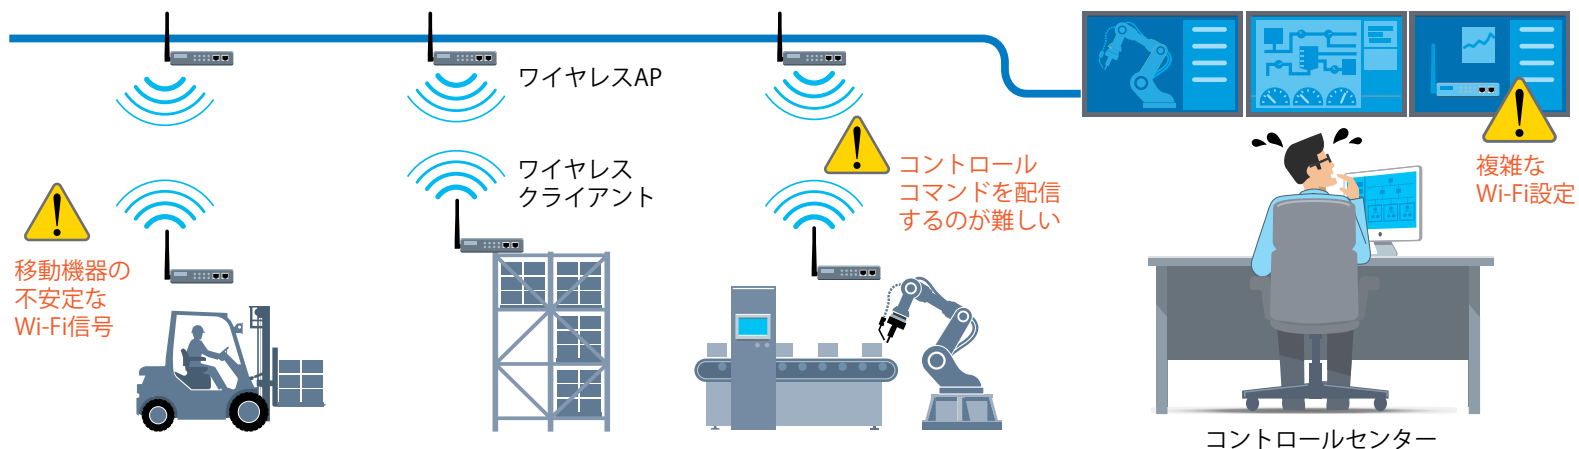 ワイヤレスAP
ワイヤレス
クライアント
移動機器の
不安定な
Wi-Fi信号
コントロール
コマンドを配信
するのが難しい
複雑な
Wi-Fi設定
コントロールセンター